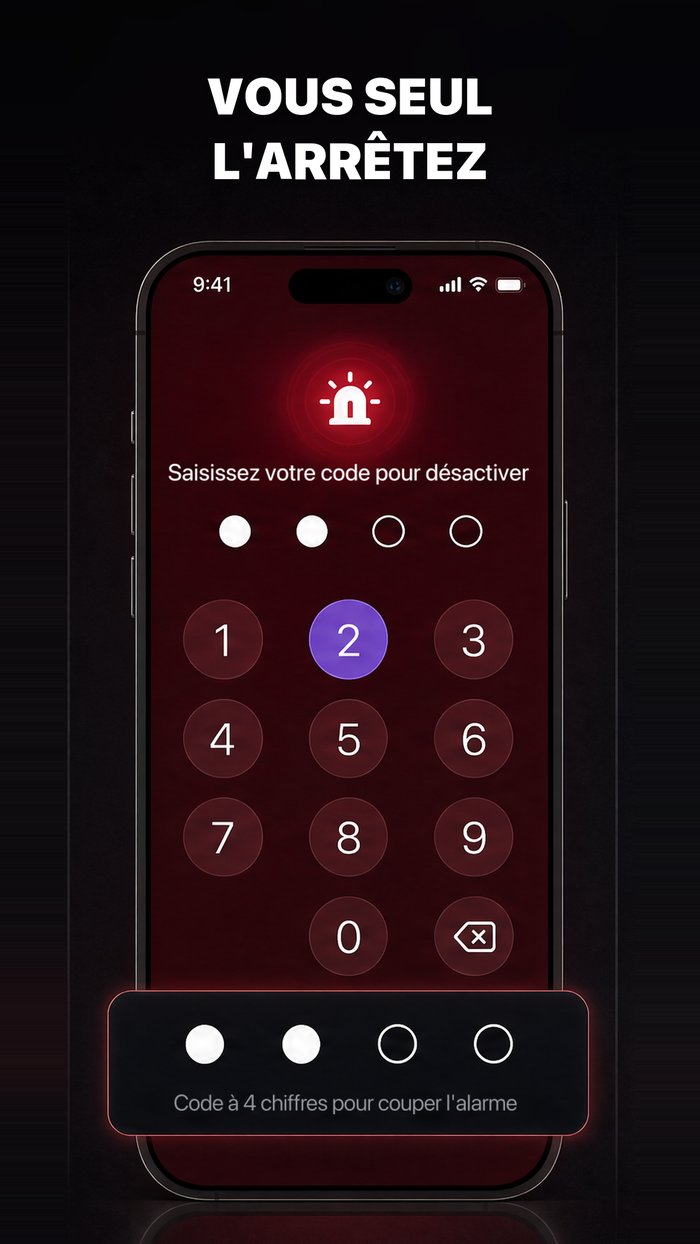 VOUS SEUL
L'ARRÊTEZ
9:41
Saisissez votre code pour désactiver
1 2 3
4 5 6
7 8 9
0
Code à 4 chiffres pour couper l'alarme